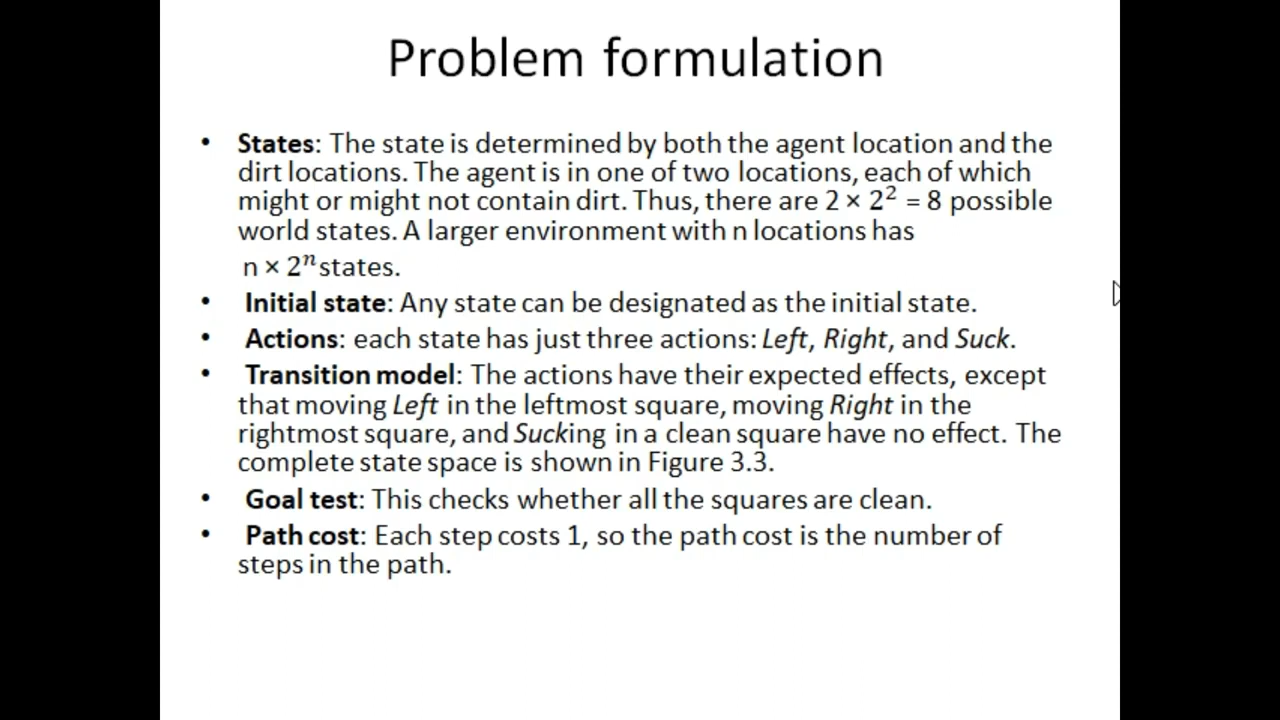 Problem formulation
• States: The state is determined by both the agent location and the
dirt locations. The agent is in one of two locations, each of which
might or might not contain dirt. Thus, there are 2 × 2² = 8 possible
world states. A larger environment with n locations has
n × 2ⁿ states.
• Initial state: Any state can be designated as the initial state.
• Actions: each state has just three actions: Left, Right, and Suck.
• Transition model: The actions have their expected effects, except
that moving Left in the leftmost square, moving Right in the
rightmost square, and Sucking in a clean square have no effect. The
complete state space is shown in Figure 3.3.
• Goal test: This checks whether all the squares are clean.
• Path cost: Each step costs 1, so the path cost is the number of
steps in the path.